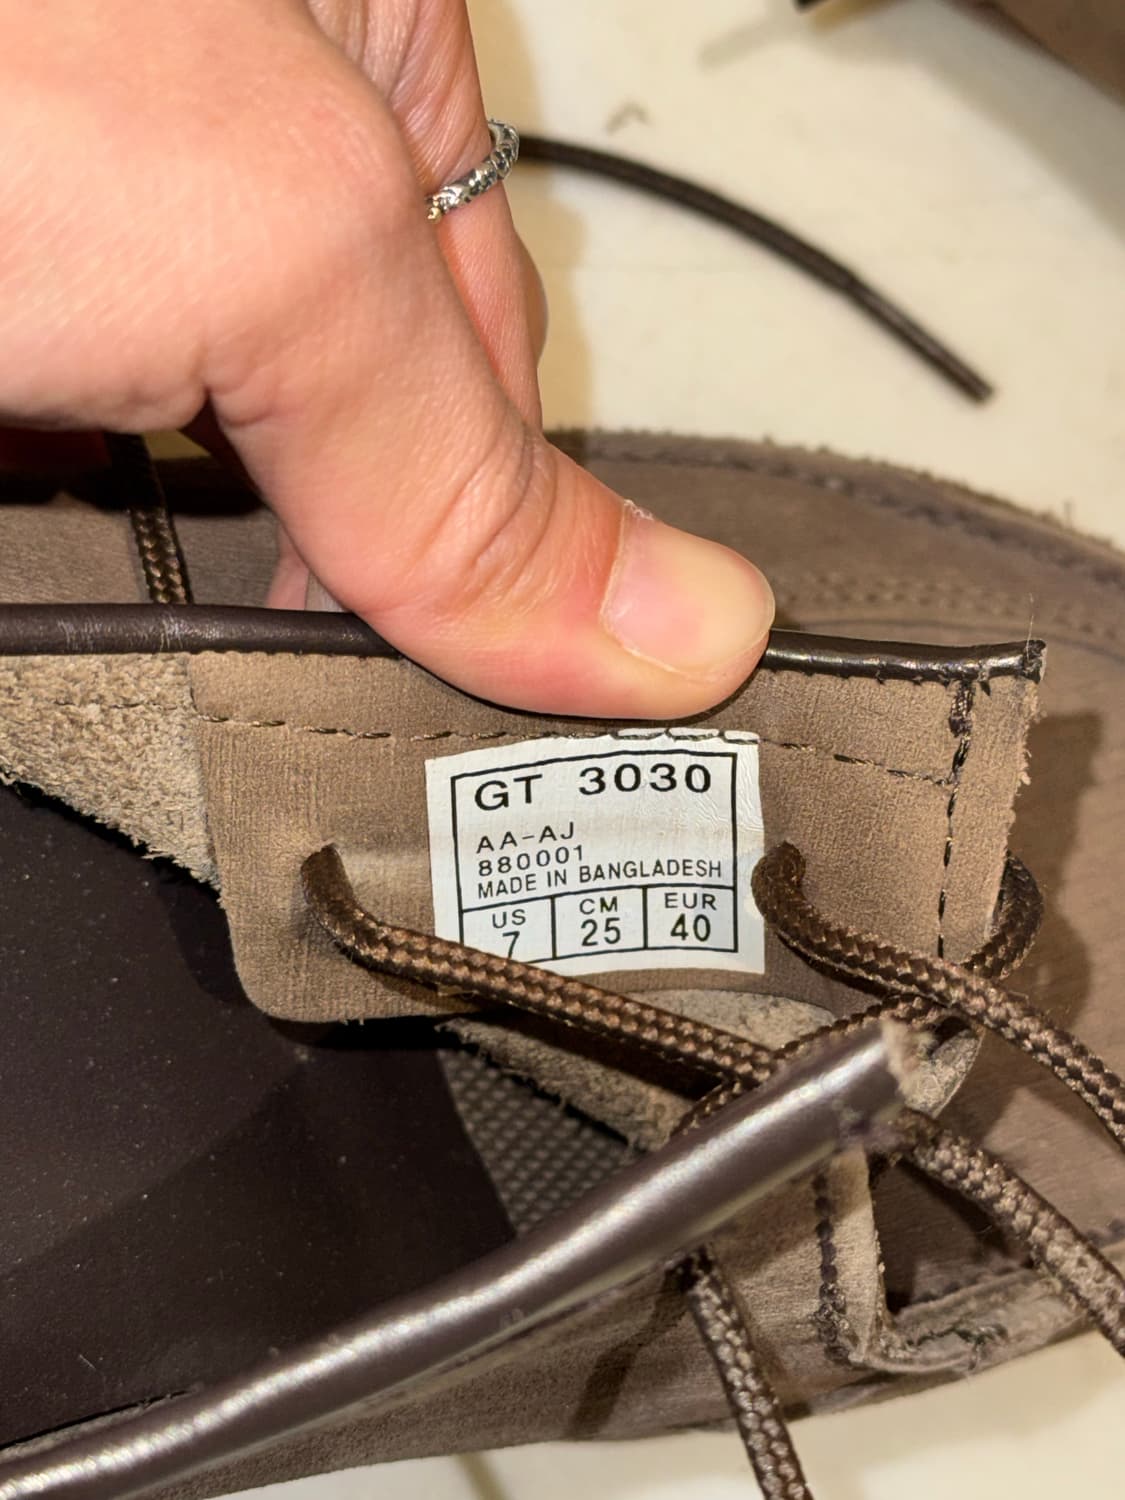 GT 3030
AA-AJ
880001
MADE IN BANGLADESH
US CM EUR
7 25 40